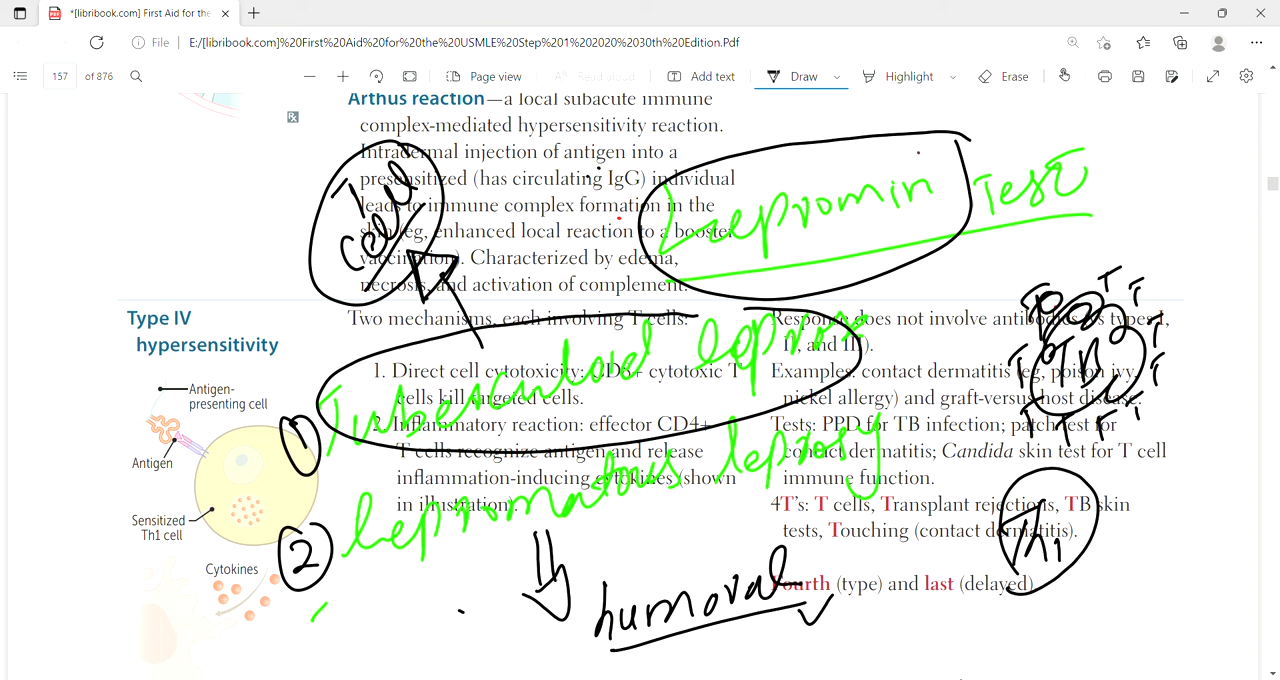 *[libribook.com] First Aid for the
File E:/[libribook.com]%20First%20Aid%20for%20the%20USMLE%20Step%201%202020%2030th%20Edition.Pdf
157 of 876 Page view Read aloud Add text Draw Highlight Erase
Arthus reaction—a local subacute immune
complex-mediated hypersensitivity reaction.
Intradermal injection of antigen into a
presensitized (has circulating IgG) individual
leads to immune complex formation in the
skin (eg, enhanced local reaction to a booster
vaccination). Characterized by edema,
necrosis, and activation of complement.
Rx
T
cell
Lepromin Test
Type IV
hypersensitivity
Antigen-
presenting cell
Antigen
Sensitized
Th1 cell
Cytokines
Two mechanisms, each involving T cells:
1. Direct cell cytotoxicity: CD8+ cytotoxic T
cells kill targeted cells.
2. Inflammatory reaction: effector CD4+
T cells recognize antigen and release
inflammation-inducing cytokines (shown
in illustration).
Response does not involve antibodies (vs types I,
II, and III).
Examples: contact dermatitis (eg, poison ivy,
nickel allergy) and graft-versus-host disease.
Tests: PPD for TB infection; patch test for
contact dermatitis; Candida skin test for T cell
immune function.
4T's: T cells, Transplant rejections, TB skin
tests, Touching (contact dermatitis).
Fourth (type) and last (delayed)
1 Tuberculoid leprosy
2 lepromatous leprosy
humoral
T T T T T T T T T T T
TB
Th1